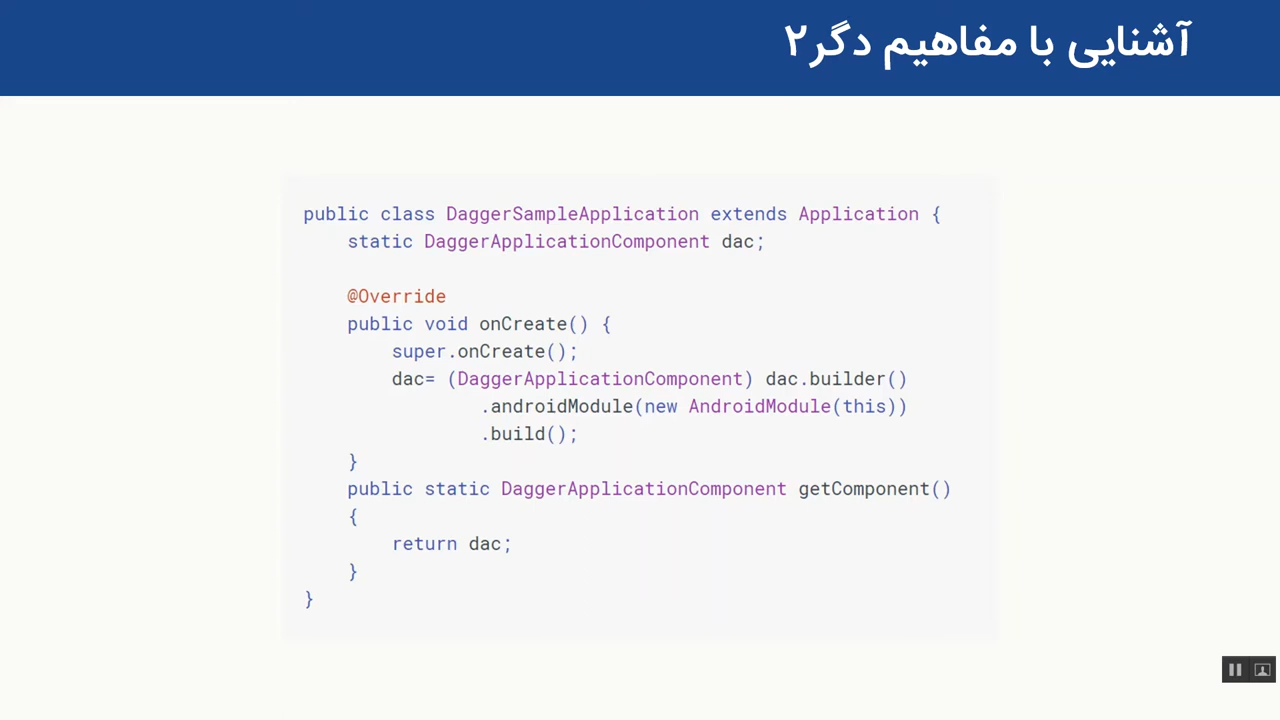 آشنایی با مفاهیم دگر۲
public class DaggerSampleApplication extends Application {
    static DaggerApplicationComponent dac;

    @Override
    public void onCreate() {
        super.onCreate();
        dac= (DaggerApplicationComponent) dac.builder()
                .androidModule(new AndroidModule(this))
                .build();
    }
    public static DaggerApplicationComponent getComponent()
    {
        return dac;
    }
}